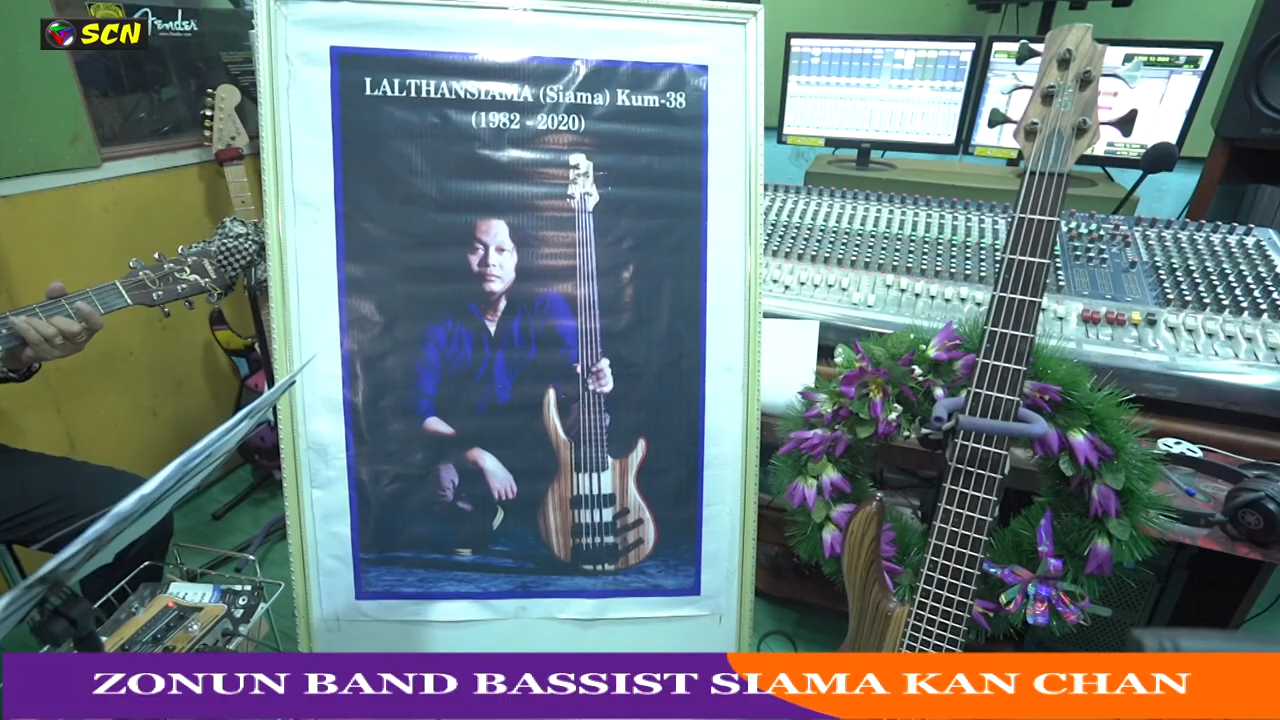 SCN
Fender
LALTHANSIAMA (Siama) Kum-38
(1982 - 2020)
ZONUN BAND BASSIST SIAMA KAN CHAN